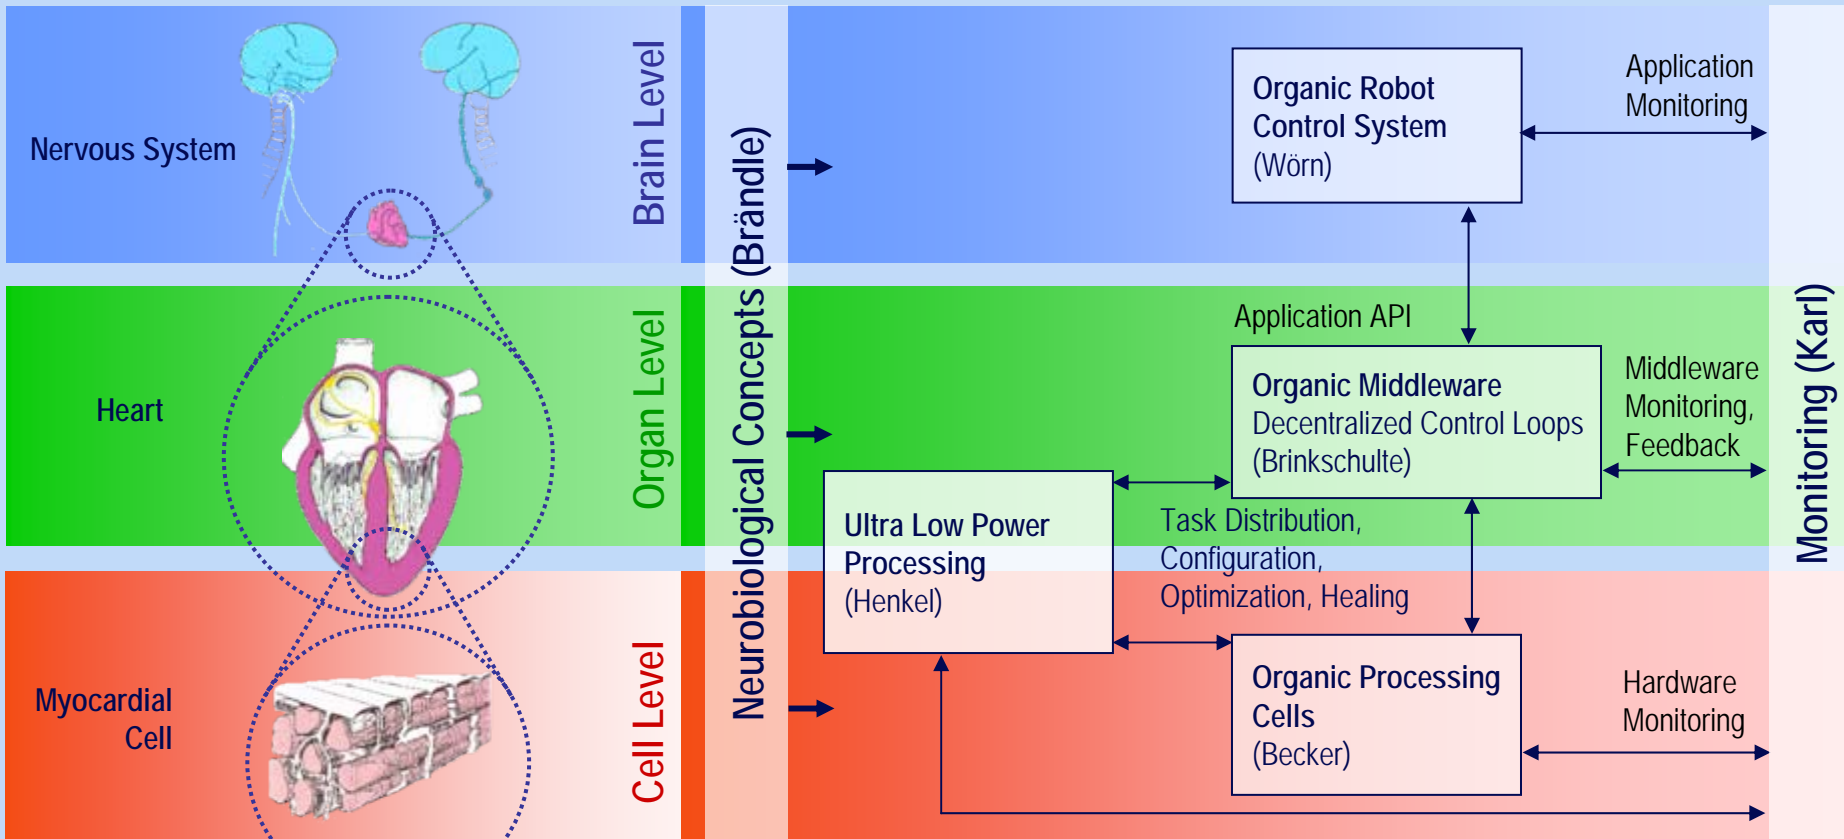 Nervous System
Brain Level
Heart
Organ Level
Myocardial
Cell
Cell Level
Neurobiological Concepts (Brändle)
Organic Robot
Control System
(Wörn)
Application
Monitoring
Application API
Organic Middleware
Decentralized Control Loops
(Brinkschulte)
Middleware
Monitoring,
Feedback
Ultra Low Power
Processing
(Henkel)
Task Distribution,
Configuration,
Optimization, Healing
Organic Processing
Cells
(Becker)
Hardware
Monitoring
Monitoring (Karl)